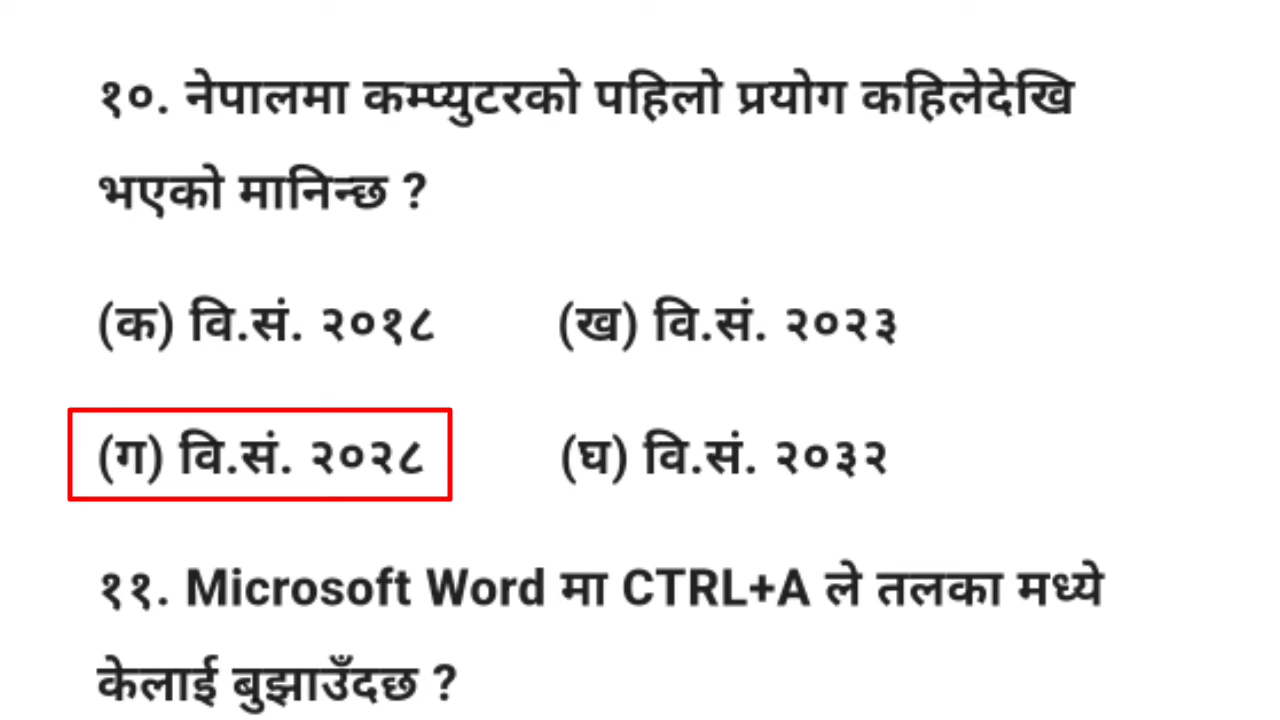 १०. नेपालमा कम्प्युटरको पहिलो प्रयोग कहिलेदेखि
भएको मानिन्छ ?
(क) वि.सं. २०१८ (ख) वि.सं. २०२३
(ग) वि.सं. २०२८ (घ) वि.सं. २०३२
११. Microsoft Word मा CTRL+A ले तलका मध्ये
केलाई बुझाउँदछ ?